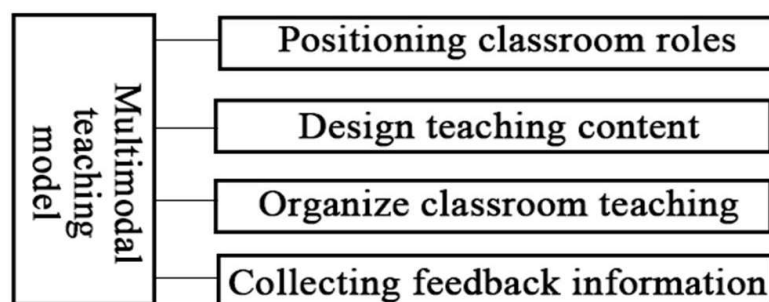 Multimodal
teaching
model
Positioning classroom roles
Design teaching content
Organize classroom teaching
Collecting feedback information